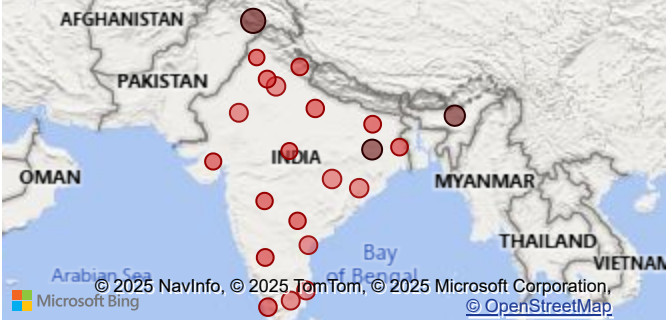 AFGHANISTAN
PAKISTAN
INDIA
OMAN
MYANMAR
THAILAND
VIETNAM
Bay
of Bengal
Arabian Sea
© 2025 NavInfo, © 2025 TomTom, © 2025 Microsoft Corporation,
Microsoft Bing
© OpenStreetMap